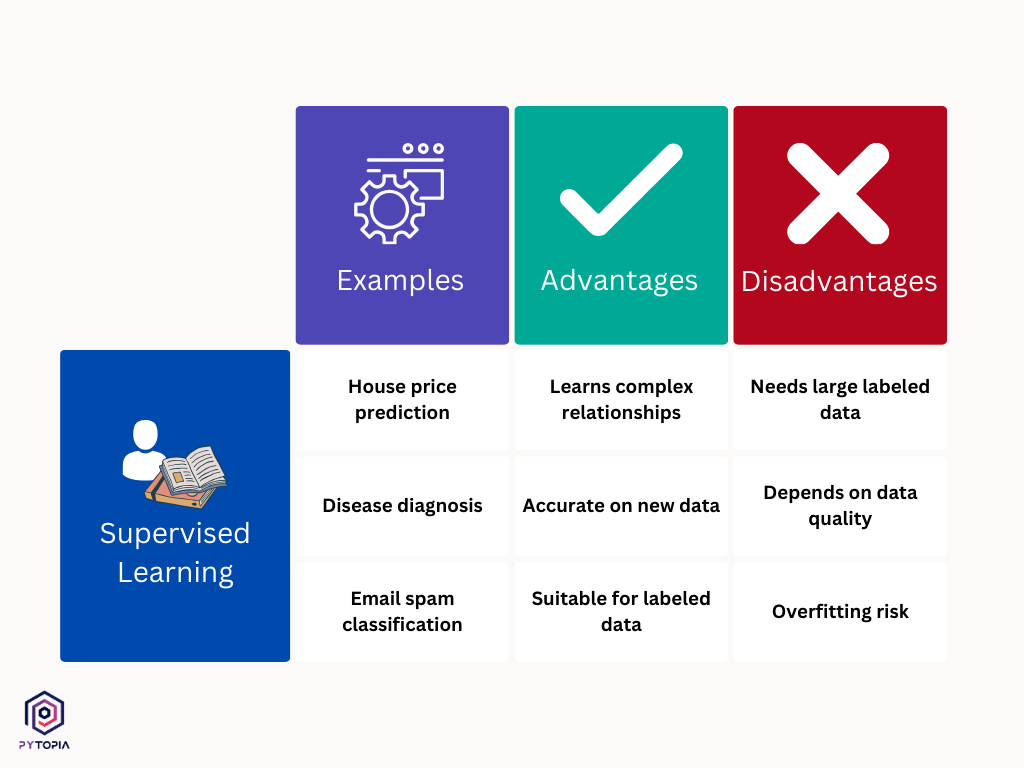 Examples
Advantages
Disadvantages
Supervised
Learning
House price
prediction
Learns complex
relationships
Needs large labeled
data
Disease diagnosis
Accurate on new data
Depends on data
quality
Email spam
classification
Suitable for labeled
data
Overfitting risk
PYTOPIA